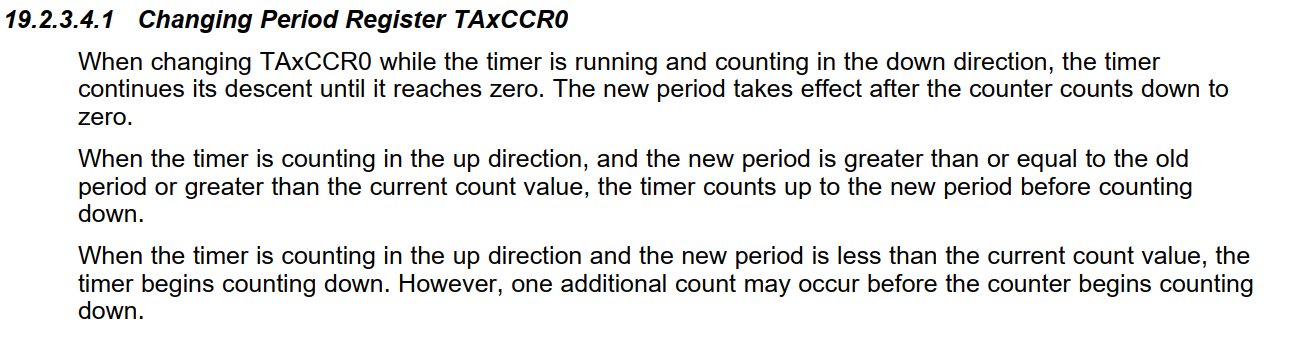 19.2.3.4.1 Changing Period Register TAxCCR0
When changing TAxCCR0 while the timer is running and counting in the down direction, the timer
continues its descent until it reaches zero. The new period takes effect after the counter counts down to
zero.
When the timer is counting in the up direction, and the new period is greater than or equal to the old
period or greater than the current count value, the timer counts up to the new period before counting
down.
When the timer is counting in the up direction and the new period is less than the current count value, the
timer begins counting down. However, one additional count may occur before the counter begins counting
down.